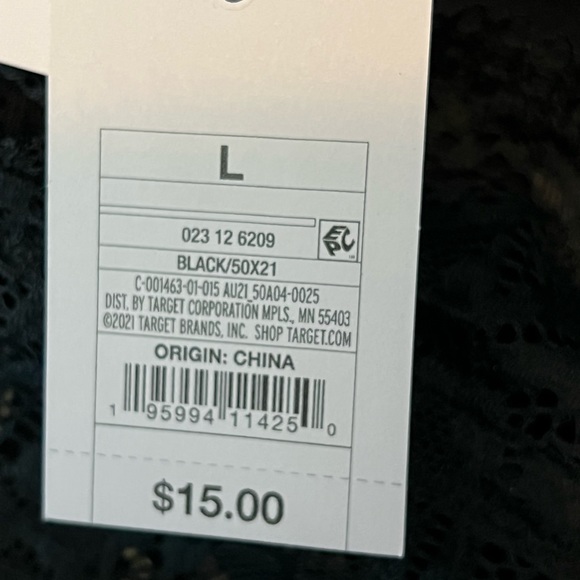 L
023 12 6209
EPC
BLACK/50X21
C-001463-01-015 AU21_50A04-0025
DIST. BY TARGET CORPORATION MPLS., MN 55403
©2021 TARGET BRANDS, INC. SHOP TARGET.COM
ORIGIN: CHINA
1 95994 11425 0
$15.00